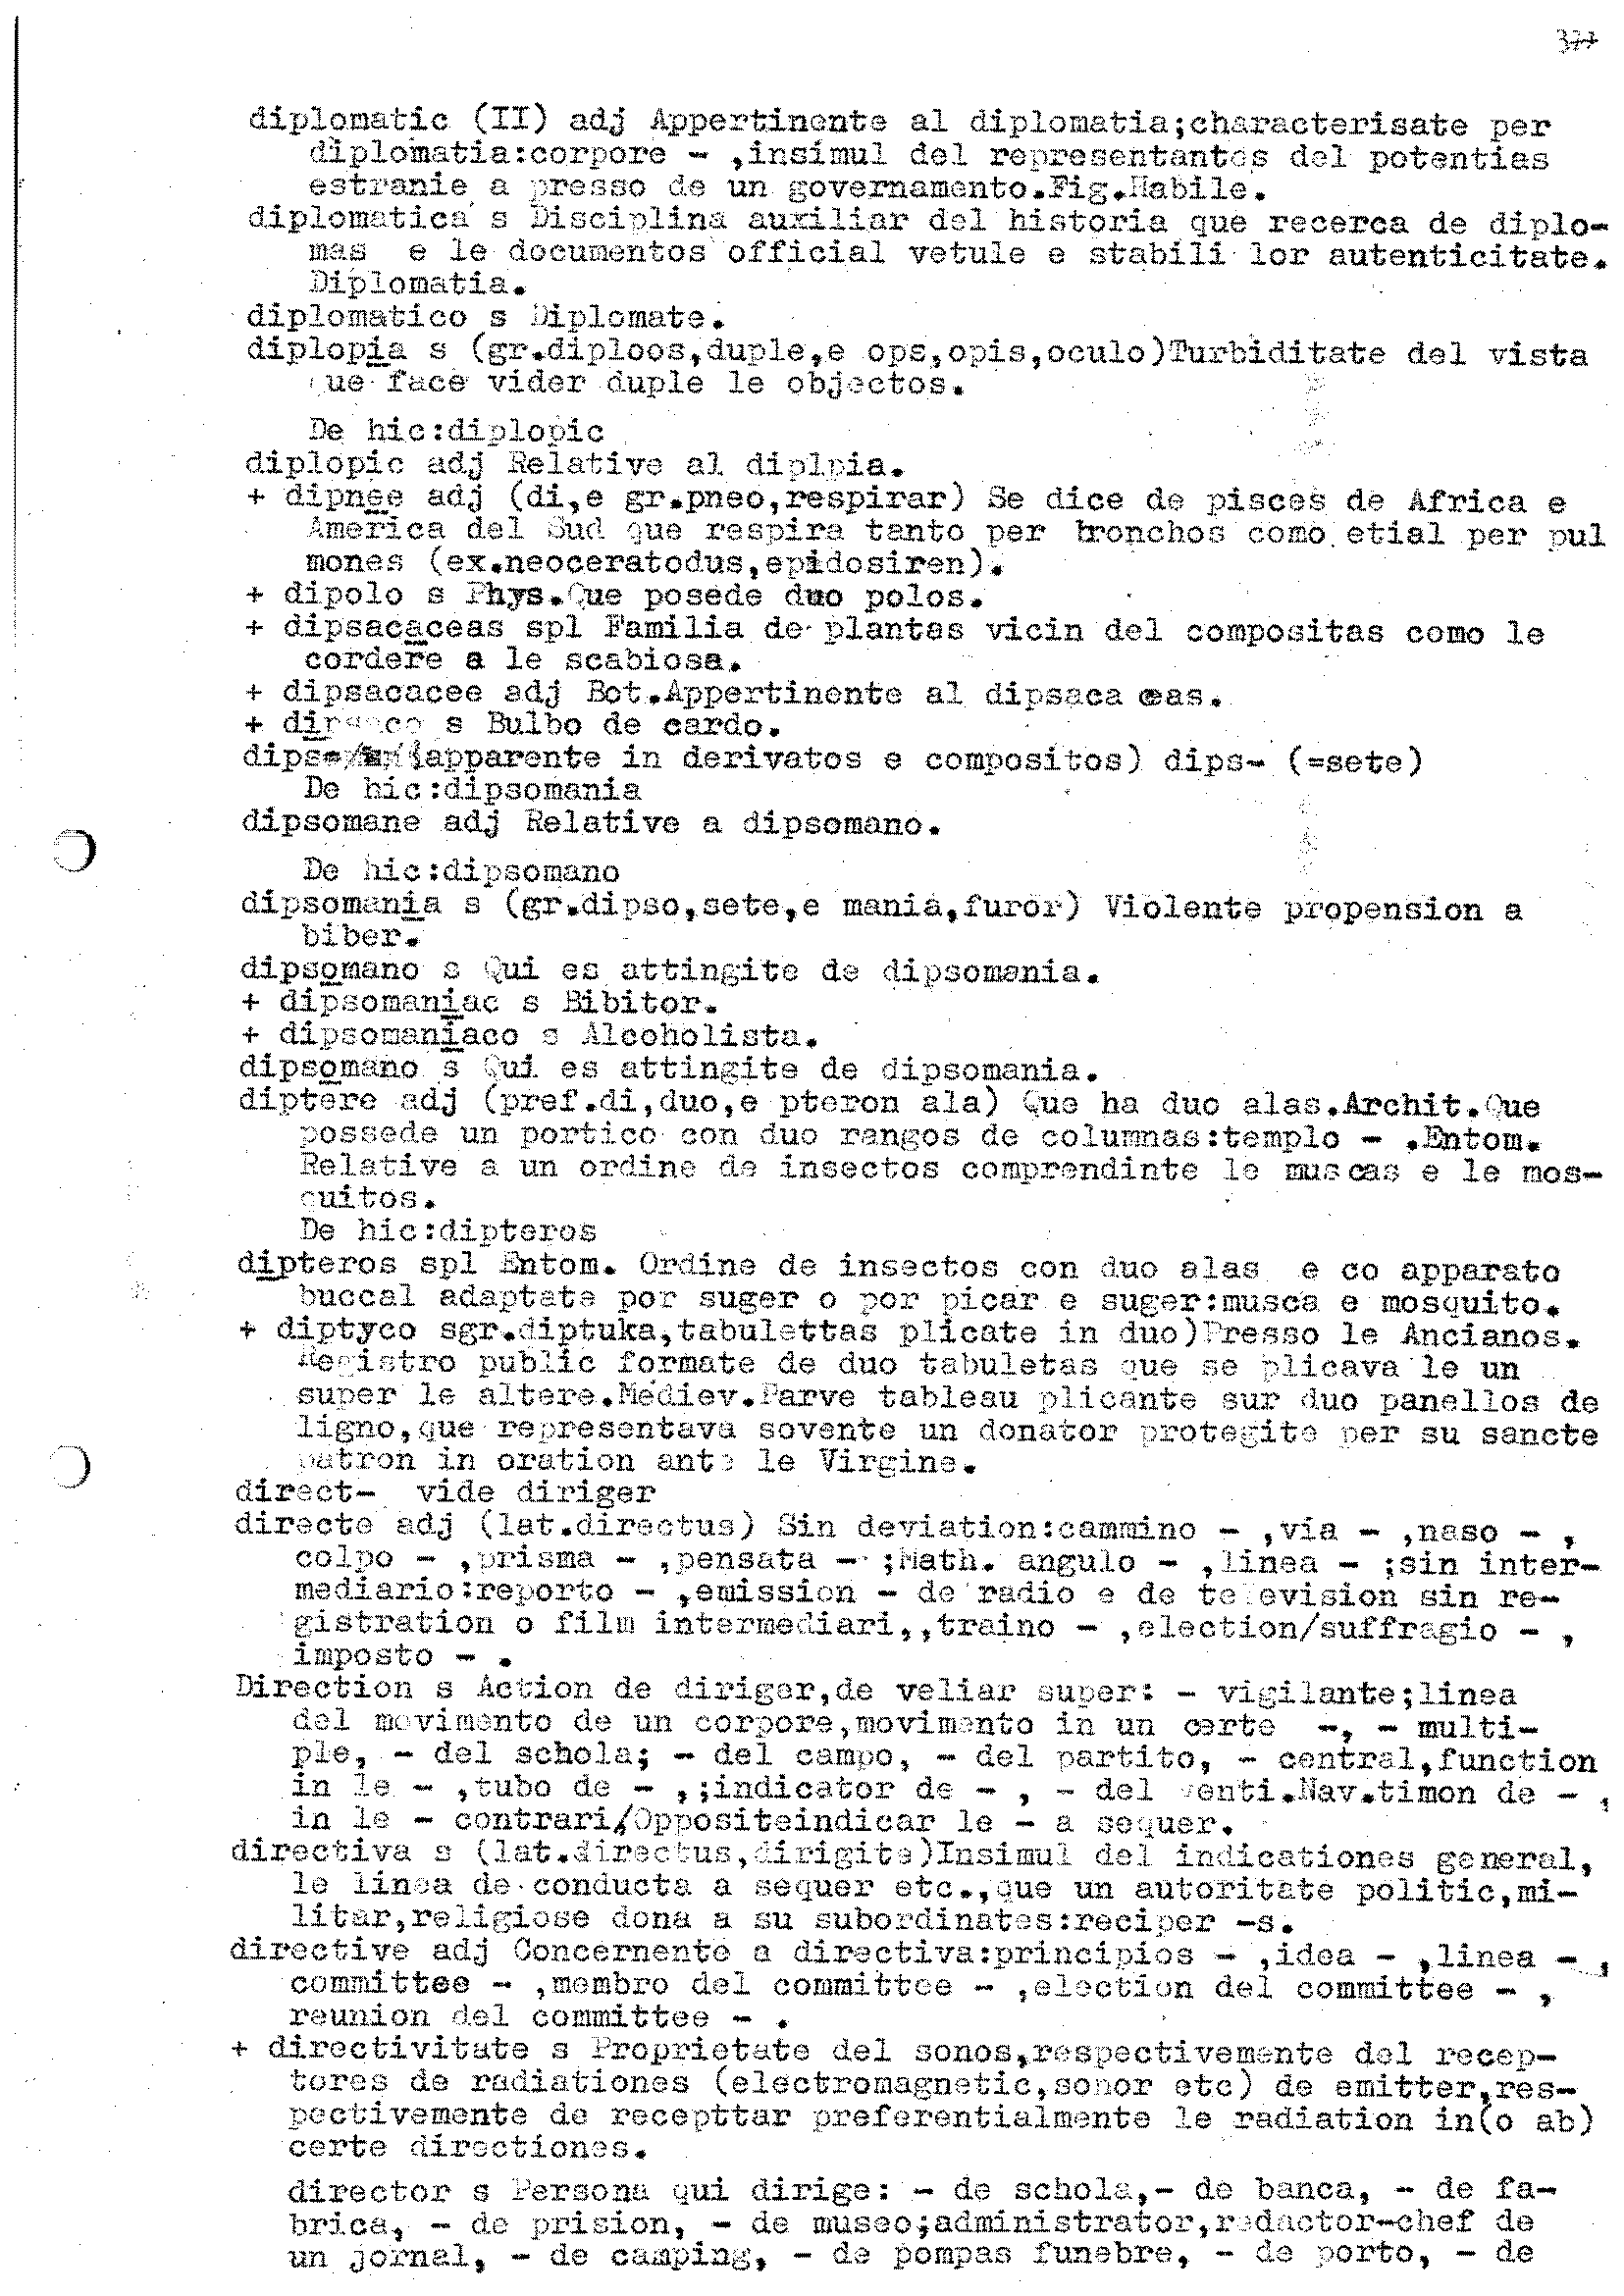 377
diplomatic (II) adj Appertinente al diplomatia;characterisate per
diplomatia:corpore - ,insimul del representantes del potentias
estranie a presso de un governamento.Fig.Habile.
diplomatica s Disciplina auxiliar del historia que recerca de diplo-
mas e le documentos official vetule e stabili lor autenticitate.
Diplomatia.
diplomatico s Diplomate.
diplopia s (gr.diploos,duple,e ops,opis,oculo)Turbiditate del vista
que face vider duple le objectos.
De hic:diplopic
diplopic adj Relative al diplpia.
+ dipnee adj (di,e gr.pneo,respirar) Se dice de pisces de Africa e
America del Sud que respira tanto per bronchos como etial per pul
mones (ex.neoceratodus,epidosiren).
+ dipolo s Phys.Que posede duo polos.
+ dipsacaceas spl Familia de plantas vicin del compositas como le
cordere a le scabiosa.
+ dipsacacee adj Bot.Appertinente al dipsaca ceas.
+ dipsaco s Bulbo de cardo.
dips- (apparente in derivatos e compositos) dips- (=sete)
De hic:dipsomania
dipsomane adj Relative a dipsomano.
De hic:dipsomano
dipsomania s (gr.dipso,sete,e mania,furor) Violente propension a
biber.
dipsomano s Qui es attingite de dipsomania.
+ dipsomaniac s Bibitor.
+ dipsomaniaco s Alcoholista.
dipsomano s Qui es attingite de dipsomania.
diptere adj (pref.di,duo,e pteron ala) Que ha duo alas.Archit.Que
possede un portico con duo rangos de columnas:templo - .Entom.
Relative a un ordine de insectos comprendinte le muscas e le mos-
cuitos.
De hic:dipteros
dipteros spl Entom. Ordine de insectos con duo alas e co apparato
buccal adaptate por suger o por picar e suger:musca e mosquito.
+ diptyco sgr.diptuka,tabulettas plicate in duo)Presso le Ancianos.
Registro public formate de duo tabuletas que se plicava le un
super le altere.Mediev.Parve tableau plicante sur duo panellos de
ligno,que representava sovente un donator protegite per su sancte
patron in oration ante le Virgine.
direct- vide diriger
directe adj (lat.directus) Sin deviation:cammino - ,via - ,naso - ,
colpo - ,prisma - ,pensata - ;Math. angulo - ,linea - ;sin inter-
mediario:reporto - ,emission - de radio e de television sin re-
gistration o film intermediari,,traino - ,election/suffragio - ,
imposto - .
Direction s Action de diriger,de veliar super: - vigilante;linea
del movimento de un corpore,movimento in un certe -, - multi-
ple, - del schola; - del campo, - del partito, - central,function
in le - ,tubo de - ,;indicator de - , - del venti.Nav.timon de - ,
in le - contrari/Oppositeindicar le - a sequer.
directiva s (lat.directus,dirigite)Insimul del indicationes general,
le linea de conducta a sequer etc.,que un autoritate politic,mi-
litar,religiose dona a su subordinates:reciper -s.
directive adj Concernente a directiva:principios - ,idea - ,linea - ,
committee - ,membro del committee - ,election del committee - ,
reunion del committee - .
+ directivitate s Proprietate del sonos,respectivemente del recep-
tores de radiationes (electromagnetic,sonor etc) de emitter,res-
pectivemente de recepttar preferentialmente le radiation in(o ab)
certe directiones.
director s Persona qui dirige: - de schola,- de banca, - de fa-
brica, - de prision, - de museo;administrator,redactor-chef de
un jornal, - de camping, - de pompas funebre, - de porto, - de